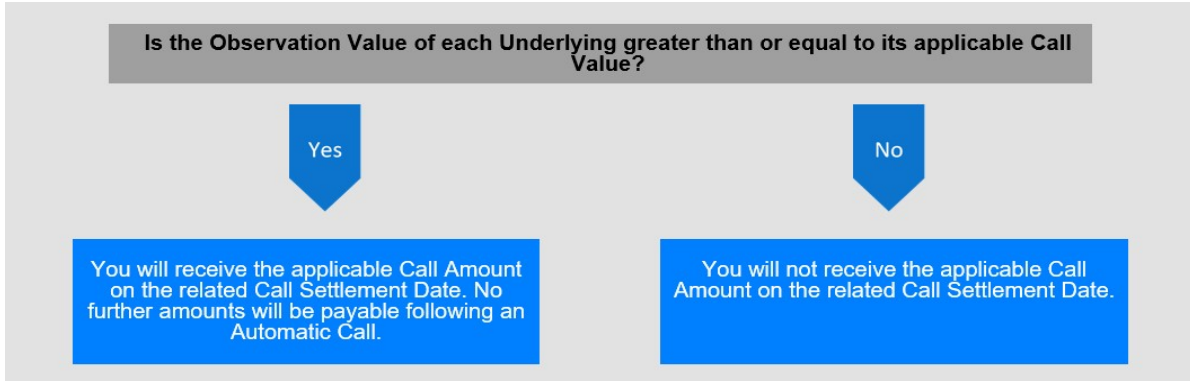 Is the Observation Value of each Underlying greater than or equal to its applicable Call
Value?
Yes
No
You will receive the applicable Call Amount
on the related Call Settlement Date. No
further amounts will be payable following an
Automatic Call.
You will not receive the applicable Call
Amount on the related Call Settlement Date.